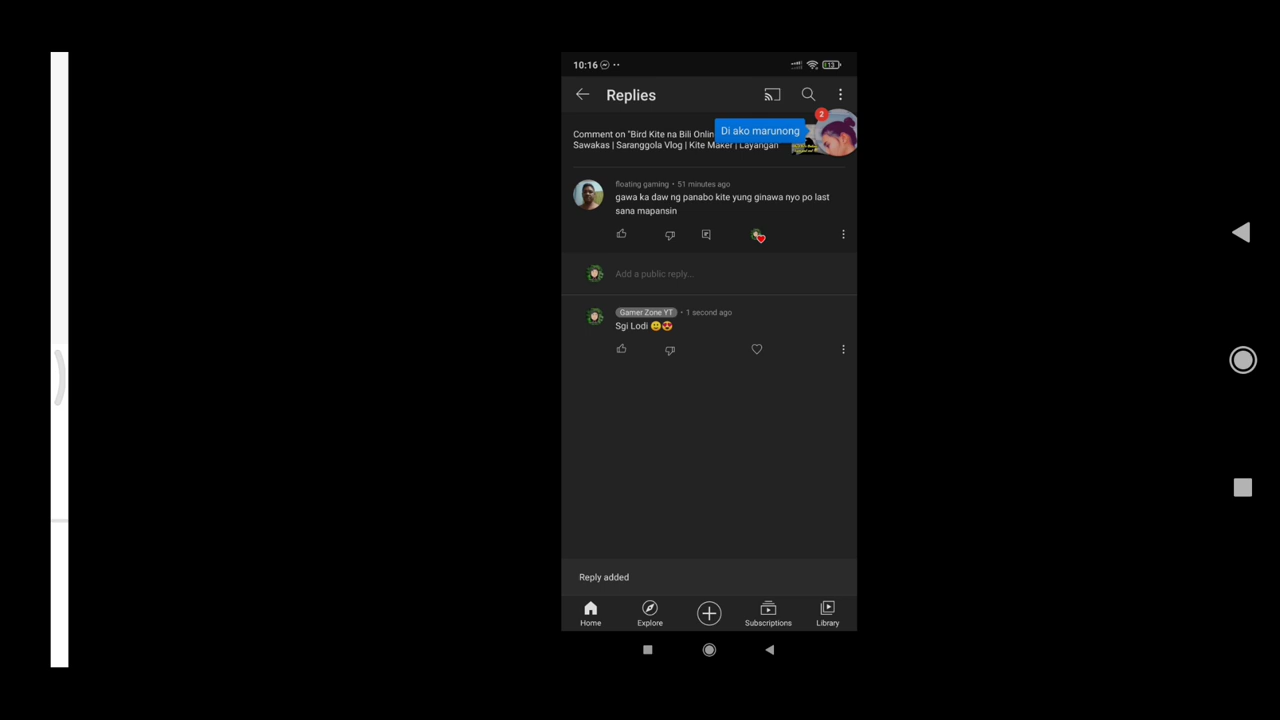 10:16
13
Replies
2
Di ako marunong
Comment on "Bird Kite na Bili Onlin
Sawakas | Saranggola Vlog | Kite Maker | Layangan
floating gaming • 51 minutes ago
gawa ka daw ng panabo kite yung ginawa nyo po last
sana mapansin
Add a public reply...
Gamer Zone YT • 1 second ago
Sgi Lodi 🙂😍
Reply added
Home Explore Subscriptions Library